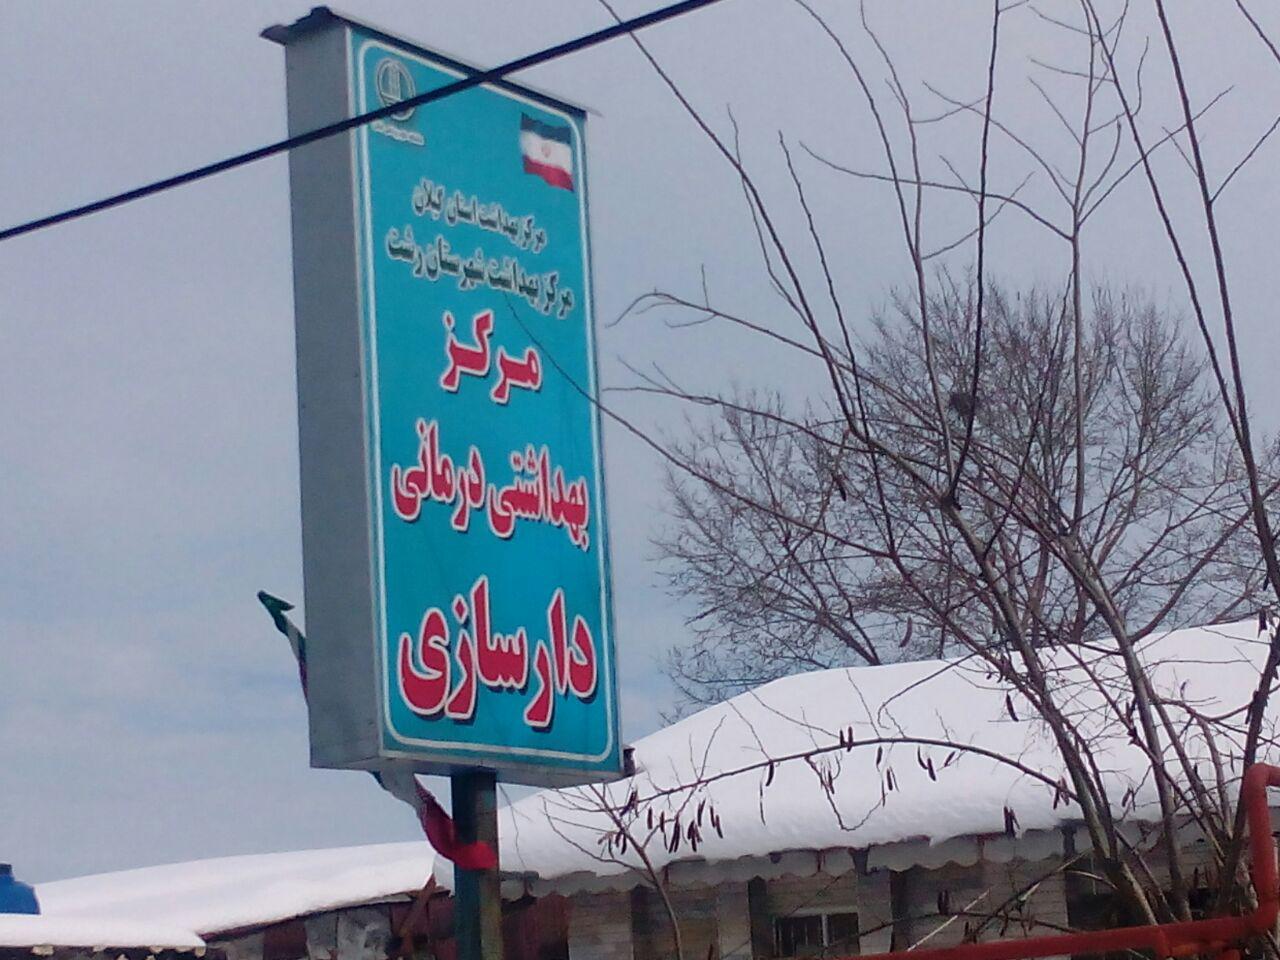 مرکز بهداشت استان گیلان
مرکز بهداشت شهرستان رشت
مرکز
بهداشتی درمانی
دارسازی